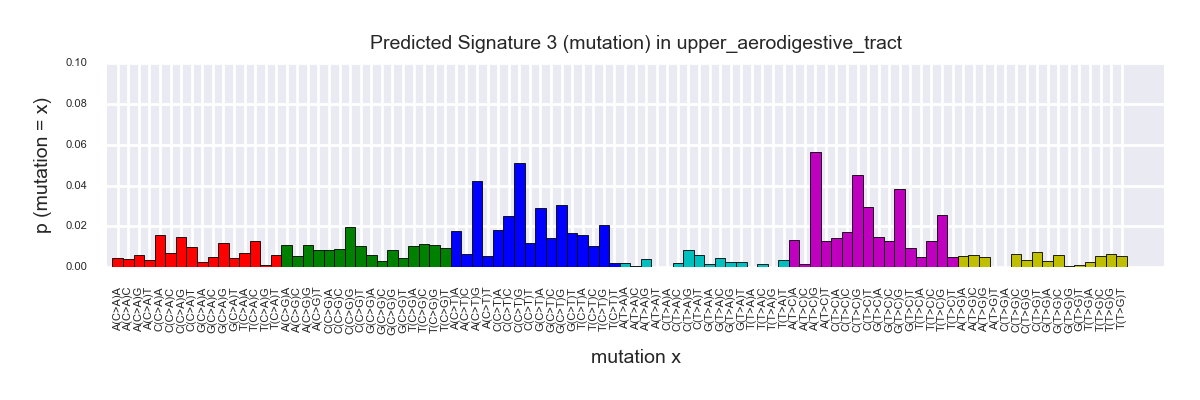 Predicted Signature 3 (mutation) in upper_aerodigestive_tract
p (mutation = x)
0.10
0.08
0.06
0.04
0.02
0.00
A(C>A)A
A(C>A)C
A(C>A)G
A(C>A)T
C(C>A)A
C(C>A)C
C(C>A)G
C(C>A)T
G(C>A)A
G(C>A)C
G(C>A)G
G(C>A)T
T(C>A)A
T(C>A)C
T(C>A)G
T(C>A)T
A(C>G)A
A(C>G)C
A(C>G)G
A(C>G)T
C(C>G)A
C(C>G)C
C(C>G)G
C(C>G)T
G(C>G)A
G(C>G)C
G(C>G)G
G(C>G)T
T(C>G)A
T(C>G)C
T(C>G)G
T(C>G)T
A(C>T)A
A(C>T)C
A(C>T)G
A(C>T)T
C(C>T)A
C(C>T)C
C(C>T)G
C(C>T)T
G(C>T)A
G(C>T)C
G(C>T)G
G(C>T)T
T(C>T)A
T(C>T)C
T(C>T)G
T(C>T)T
A(T>A)A
A(T>A)C
A(T>A)G
A(T>A)T
C(T>A)A
C(T>A)C
C(T>A)G
C(T>A)T
G(T>A)A
G(T>A)C
G(T>A)G
G(T>A)T
T(T>A)A
T(T>A)C
T(T>A)G
T(T>A)T
A(T>C)A
A(T>C)C
A(T>C)G
A(T>C)T
C(T>C)A
C(T>C)C
C(T>C)G
C(T>C)T
G(T>C)A
G(T>C)C
G(T>C)G
G(T>C)T
T(T>C)A
T(T>C)C
T(T>C)G
T(T>C)T
A(T>G)A
A(T>G)C
A(T>G)G
A(T>G)T
C(T>G)A
C(T>G)C
C(T>G)G
C(T>G)T
G(T>G)A
G(T>G)C
G(T>G)G
G(T>G)T
T(T>G)A
T(T>G)C
T(T>G)G
T(T>G)T
mutation x